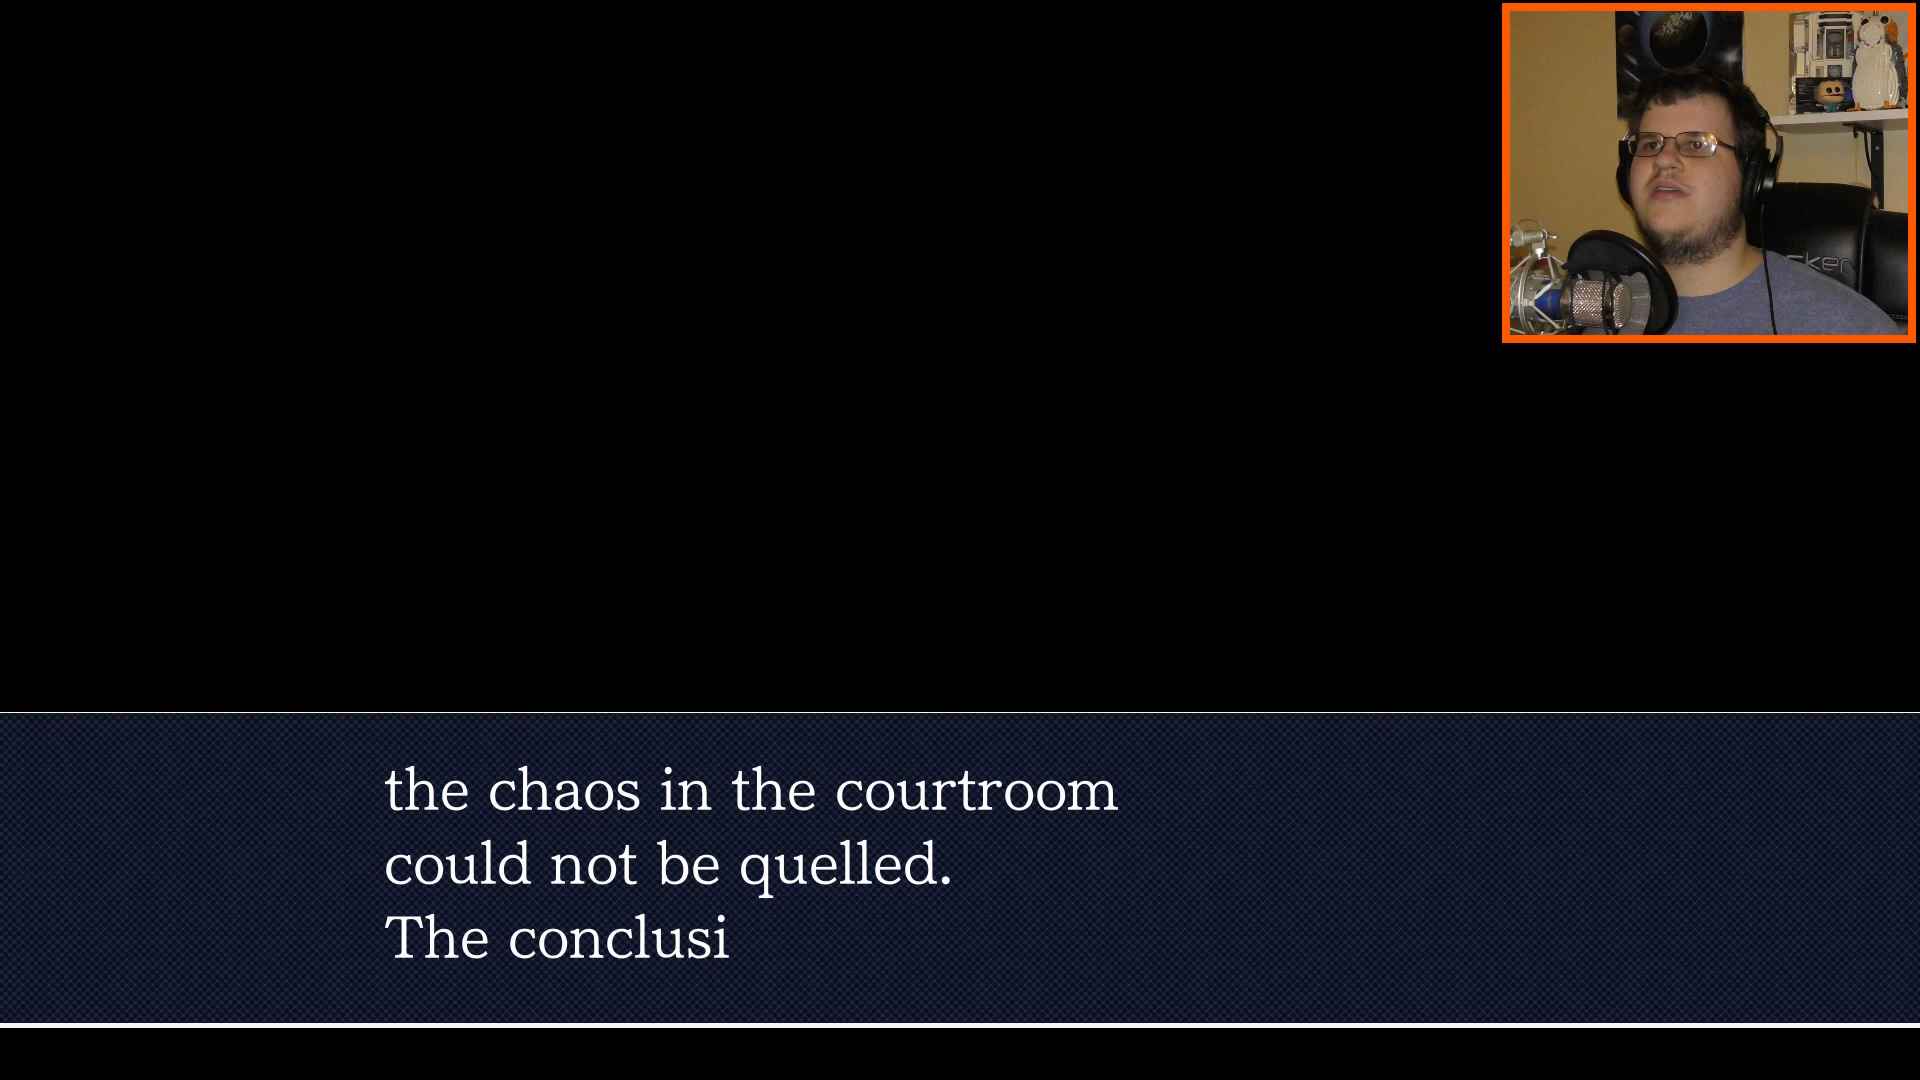 the chaos in the courtroom
could not be quelled.
The conclusi